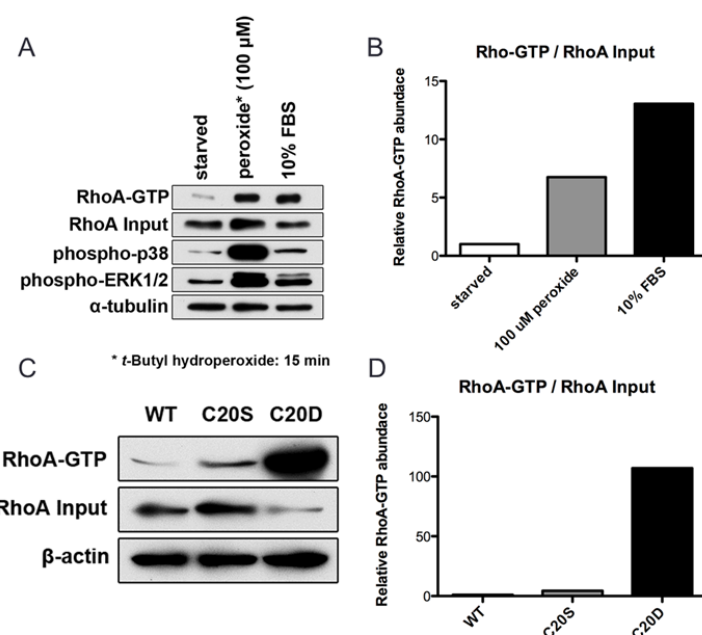 A
starved
peroxide* (100 µM)
10% FBS
RhoA-GTP
RhoA Input
phospho-p38
phospho-ERK1/2
α-tubulin
* t-Butyl hydroperoxide: 15 min
B
Rho-GTP / RhoA Input
Relative RhoA-GTP abundace
15
10
5
0
starved
100 uM peroxide
10% FBS
C
WT C20S C20D
RhoA-GTP
RhoA Input
β-actin
D
RhoA-GTP / RhoA Input
Relative RhoA-GTP abundace
150
100
50
0
WT
C20S
C20D